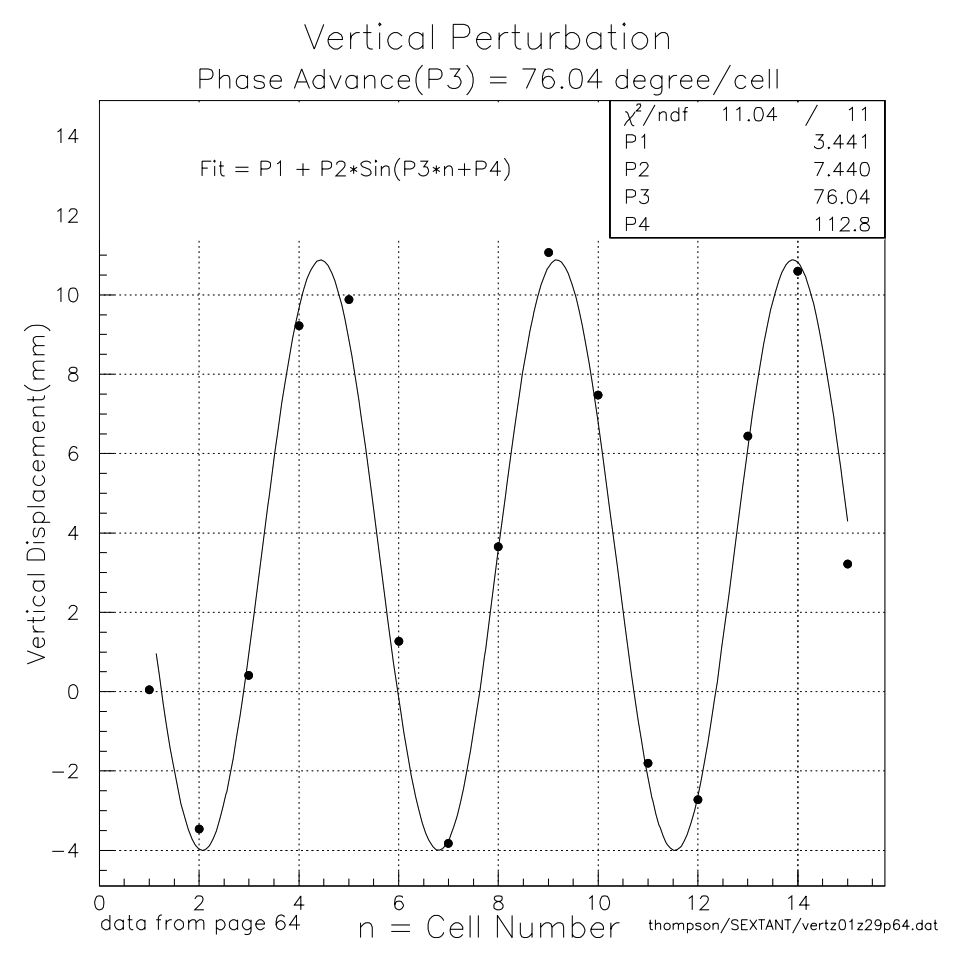 Vertical Perturbation
Phase Advance(P3) = 76.04 degree/cell
χ²/ndf 11.04 / 11
P1 3.441
P2 7.440
P3 76.04
P4 112.8
Fit = P1 + P2*Sin(P3*n+P4)
Vertical Displacement(mm)
14
12
10
8
6
4
2
0
−2
−4
0 2 4 6 8 10 12 14
data from page 64
n = Cell Number
thompson/SEXTANT/vertz01z29p64.dat